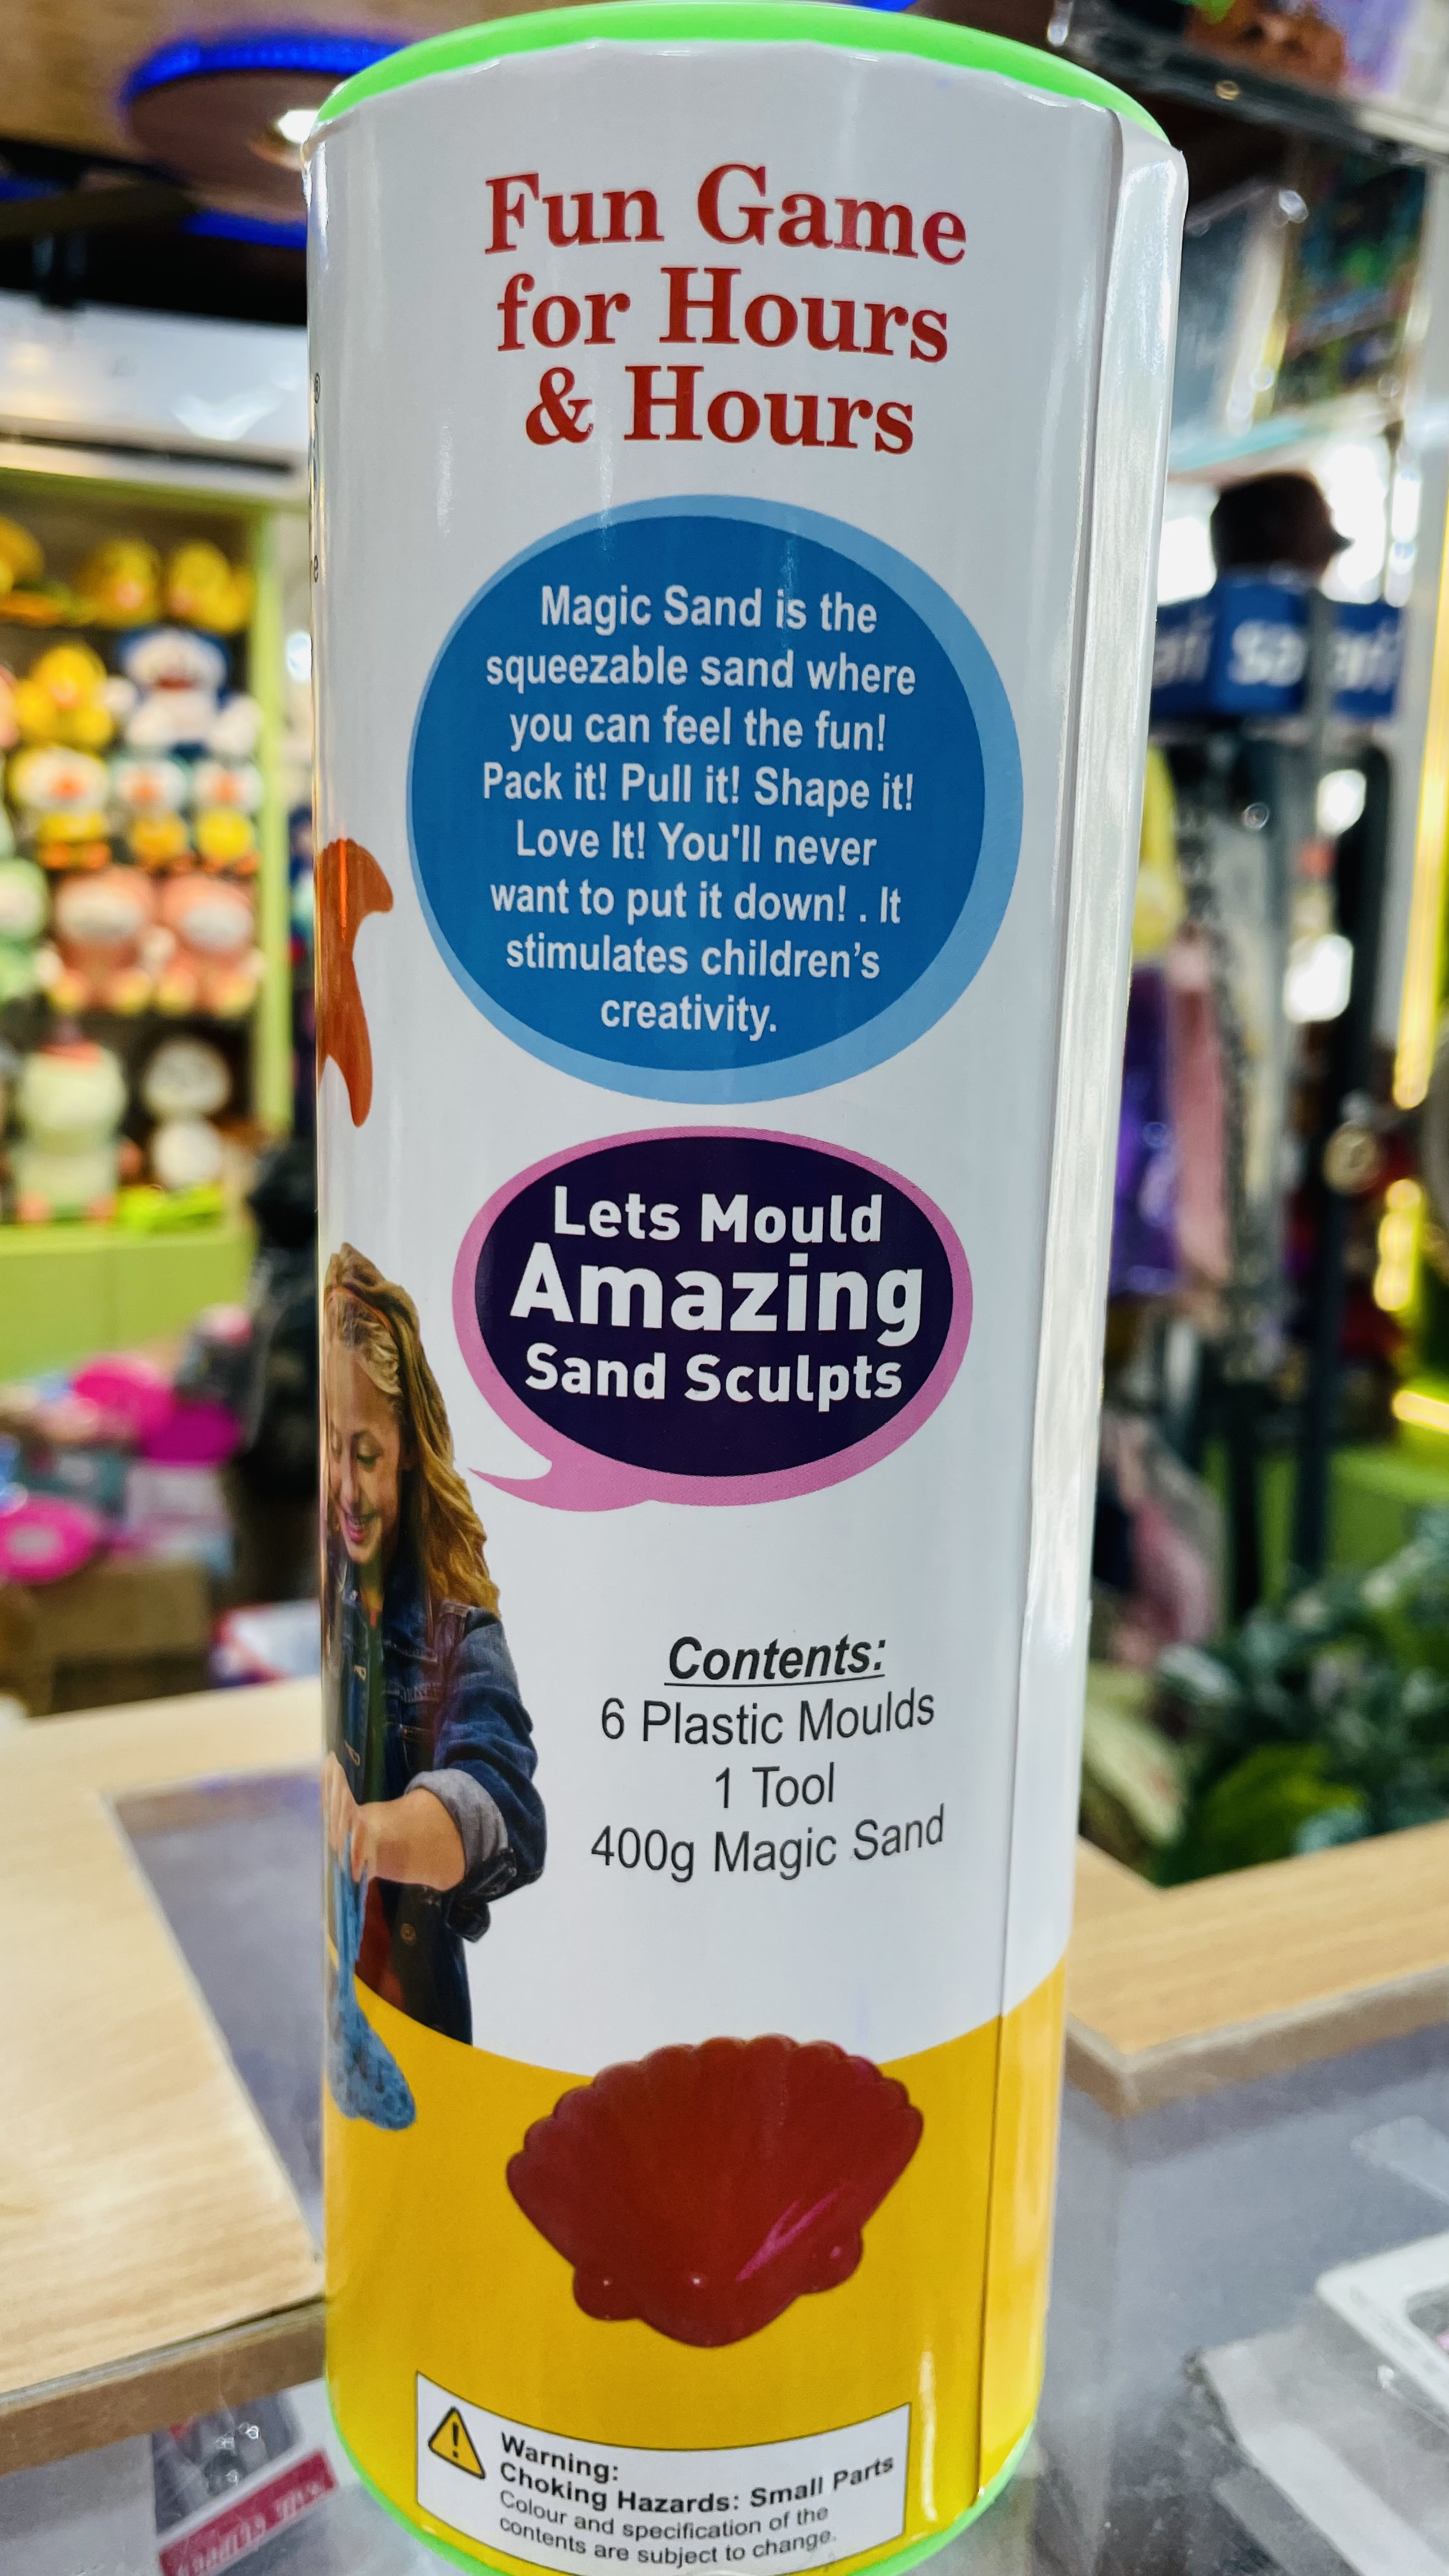 Fun Game
for Hours
& Hours
Magic Sand is the
squeezable sand where
you can feel the fun!
Pack it! Pull it! Shape it!
Love It! You'll never
want to put it down! . It
stimulates children's
creativity.
Lets Mould
Amazing
Sand Sculpts
Contents:
6 Plastic Moulds
1 Tool
400g Magic Sand
Warning:
Choking Hazards: Small Parts
Colour and specification of the
contents are subject to change.